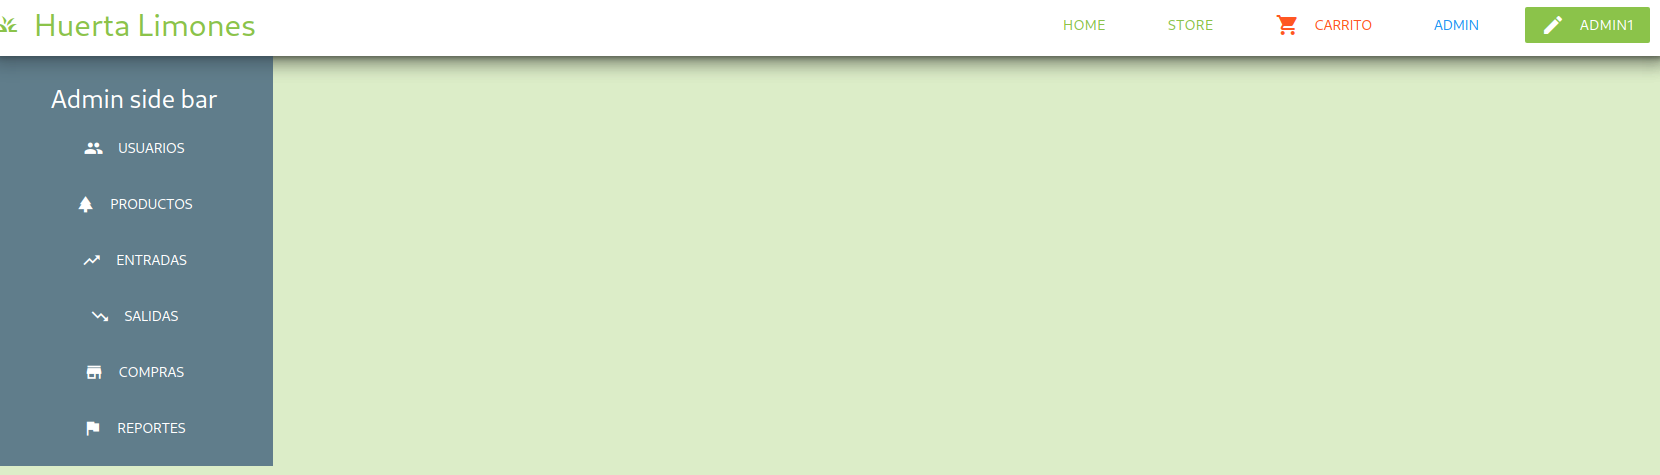 Huerta Limones
HOME
STORE
CARRITO
ADMIN
ADMIN1
Admin side bar
USUARIOS
PRODUCTOS
ENTRADAS
SALIDAS
COMPRAS
REPORTES